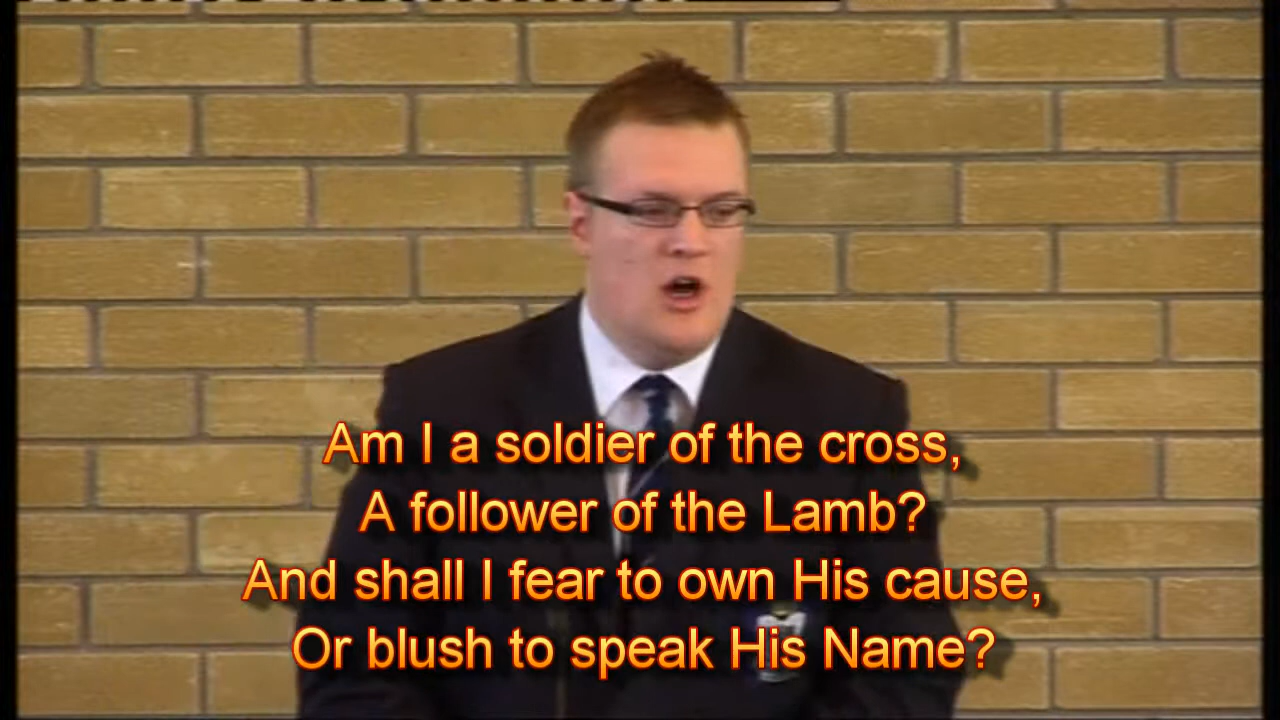 Am I a soldier of the cross,
A follower of the Lamb?
And shall I fear to own His cause,
Or blush to speak His Name?